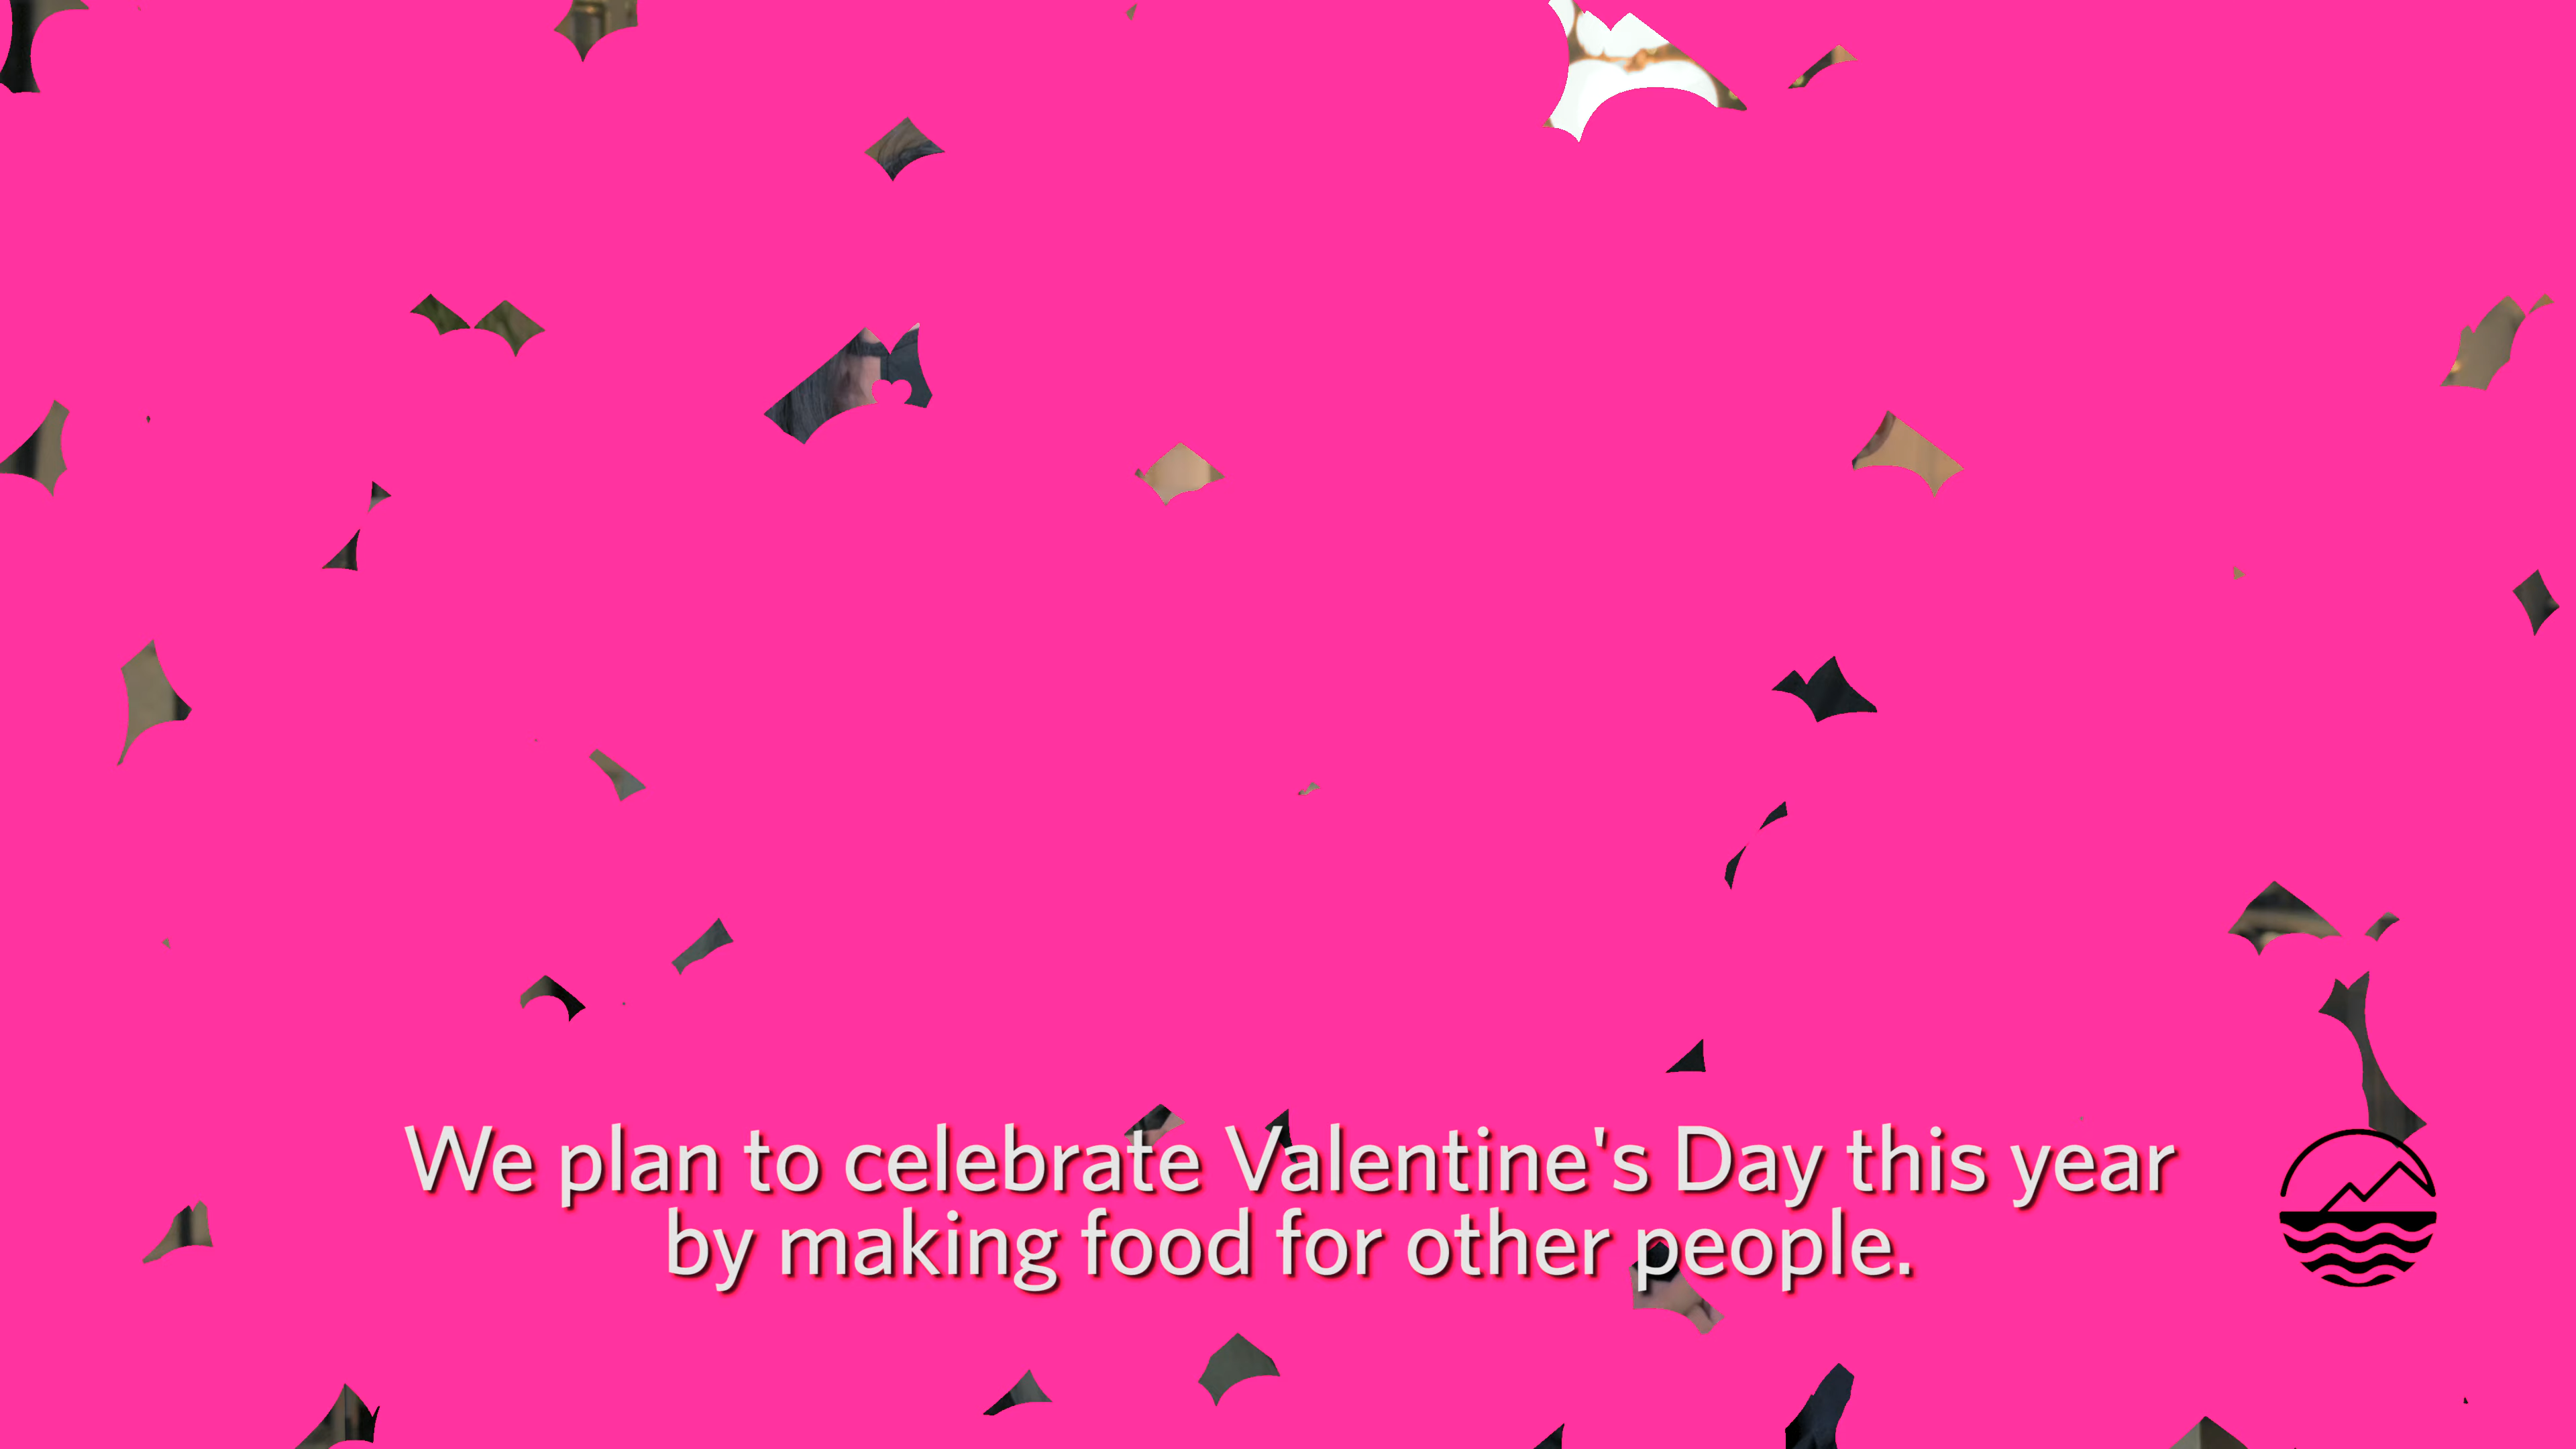 We plan to celebrate Valentine's Day this year
by making food for other people.